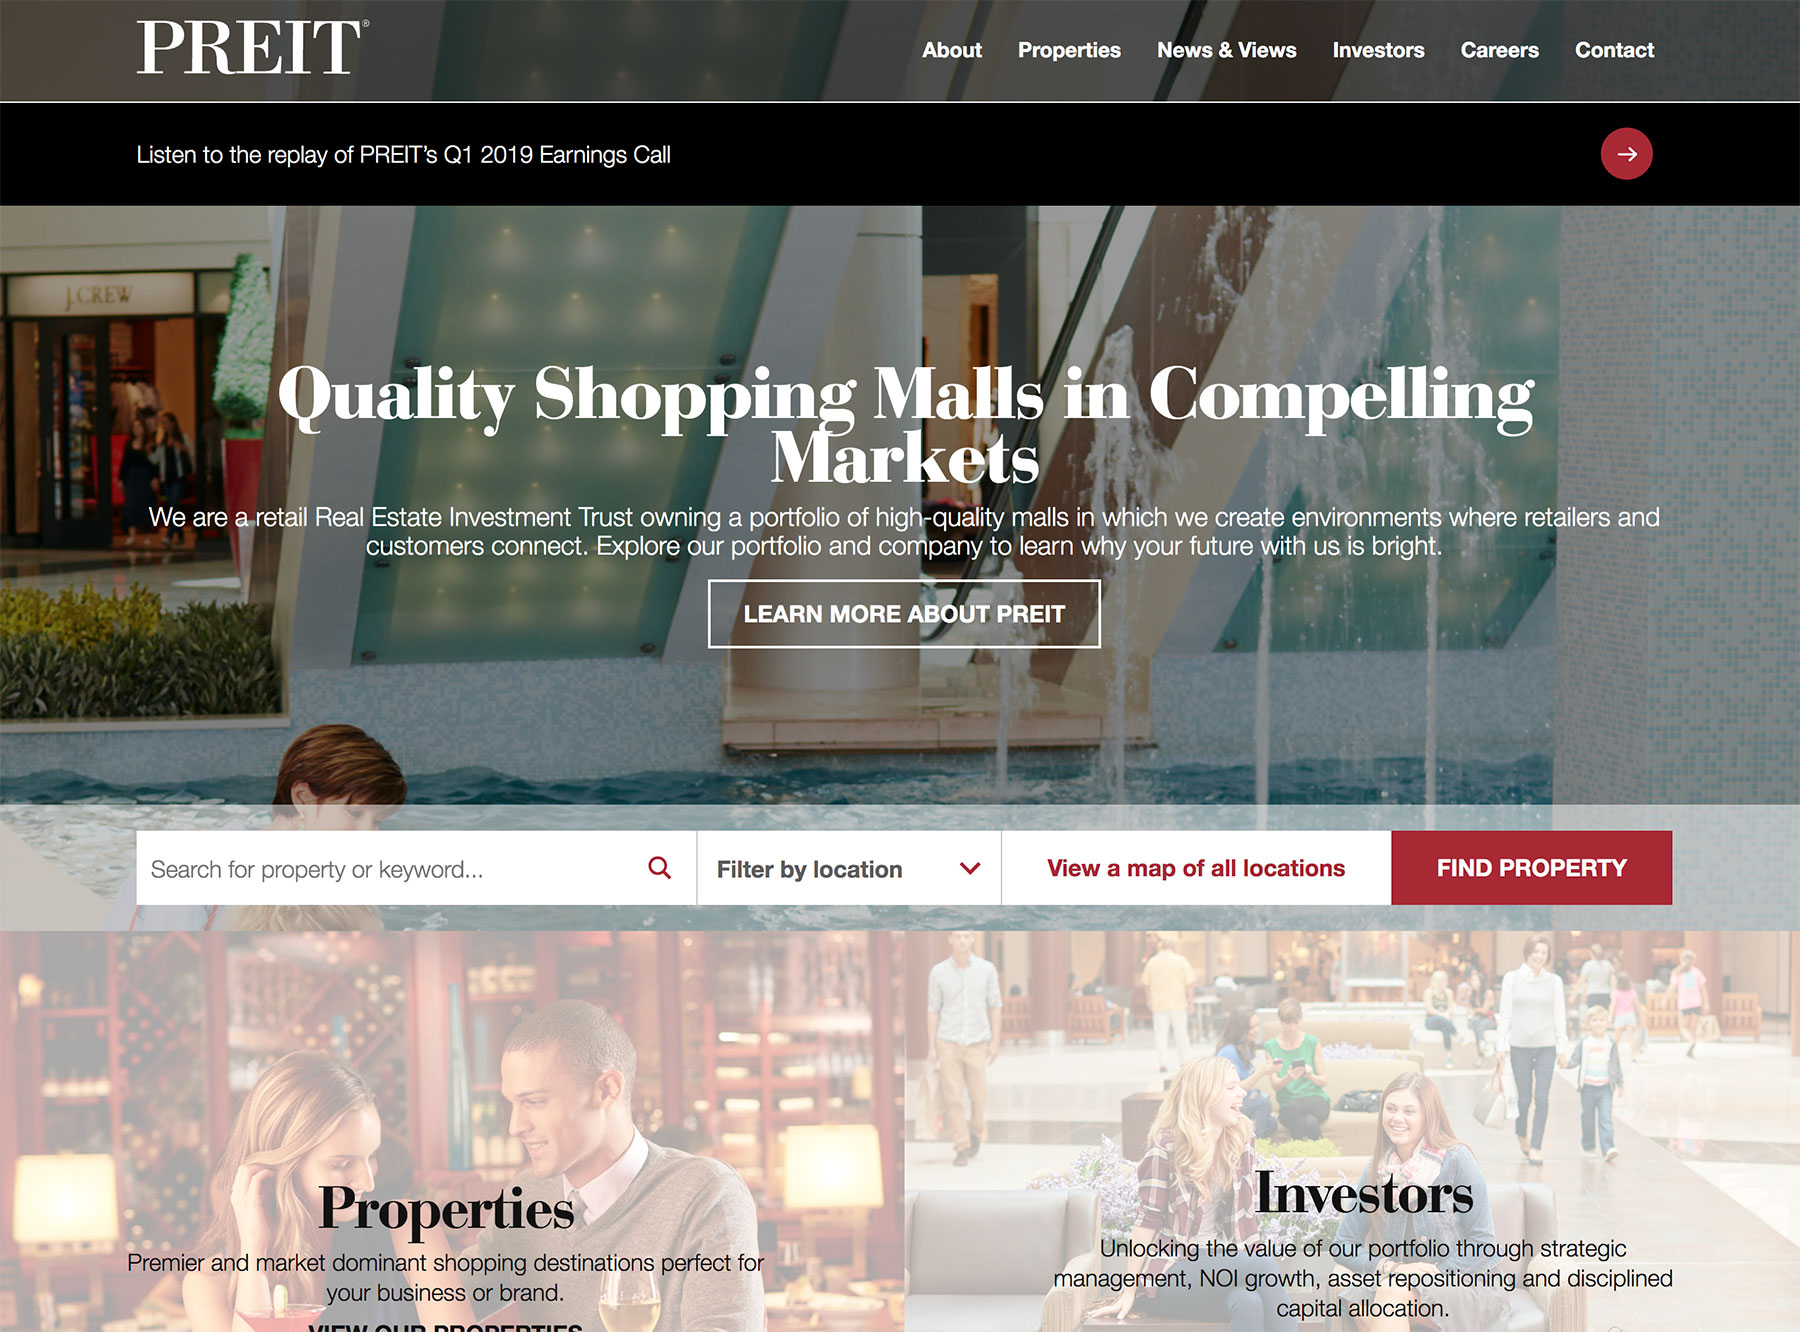 PREIT®
About Properties News & Views Investors Careers Contact
Listen to the replay of PREIT's Q1 2019 Earnings Call
J.CREW
Quality Shopping Malls in Compelling
Markets
We are a retail Real Estate Investment Trust owning a portfolio of high-quality malls in which we create environments where retailers and
customers connect. Explore our portfolio and company to learn why your future with us is bright.
LEARN MORE ABOUT PREIT
Search for property or keyword...
Filter by location
View a map of all locations
FIND PROPERTY
Properties
Premier and market dominant shopping destinations perfect for
your business or brand.
VIEW OUR PROPERTIES
Investors
Unlocking the value of our portfolio through strategic
management, NOI growth, asset repositioning and disciplined
capital allocation.